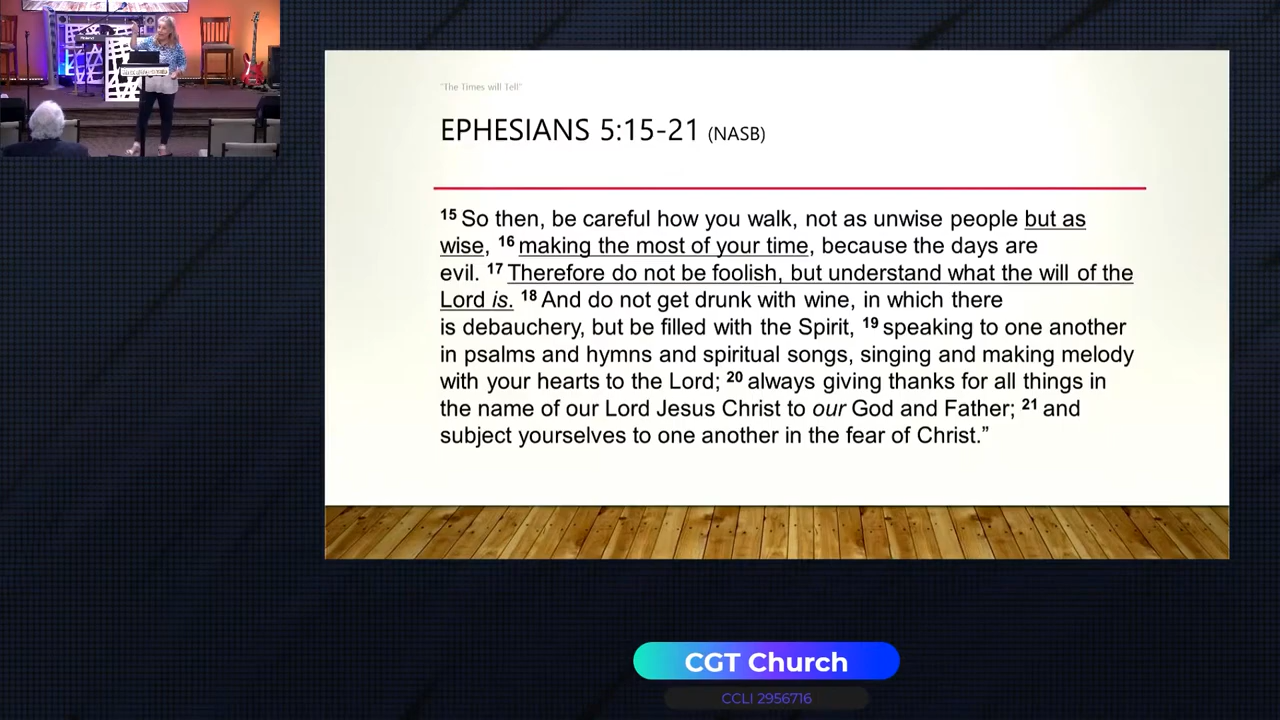 "The Times will Tell"
EPHESIANS 5:15-21 (NASB)
15 So then, be careful how you walk, not as unwise people but as
wise, 16 making the most of your time, because the days are
evil. 17 Therefore do not be foolish, but understand what the will of the
Lord is. 18 And do not get drunk with wine, in which there
is debauchery, but be filled with the Spirit, 19 speaking to one another
in psalms and hymns and spiritual songs, singing and making melody
with your hearts to the Lord; 20 always giving thanks for all things in
the name of our Lord Jesus Christ to our God and Father; 21 and
subject yourselves to one another in the fear of Christ.”
CGT Church
CCLI 2956716